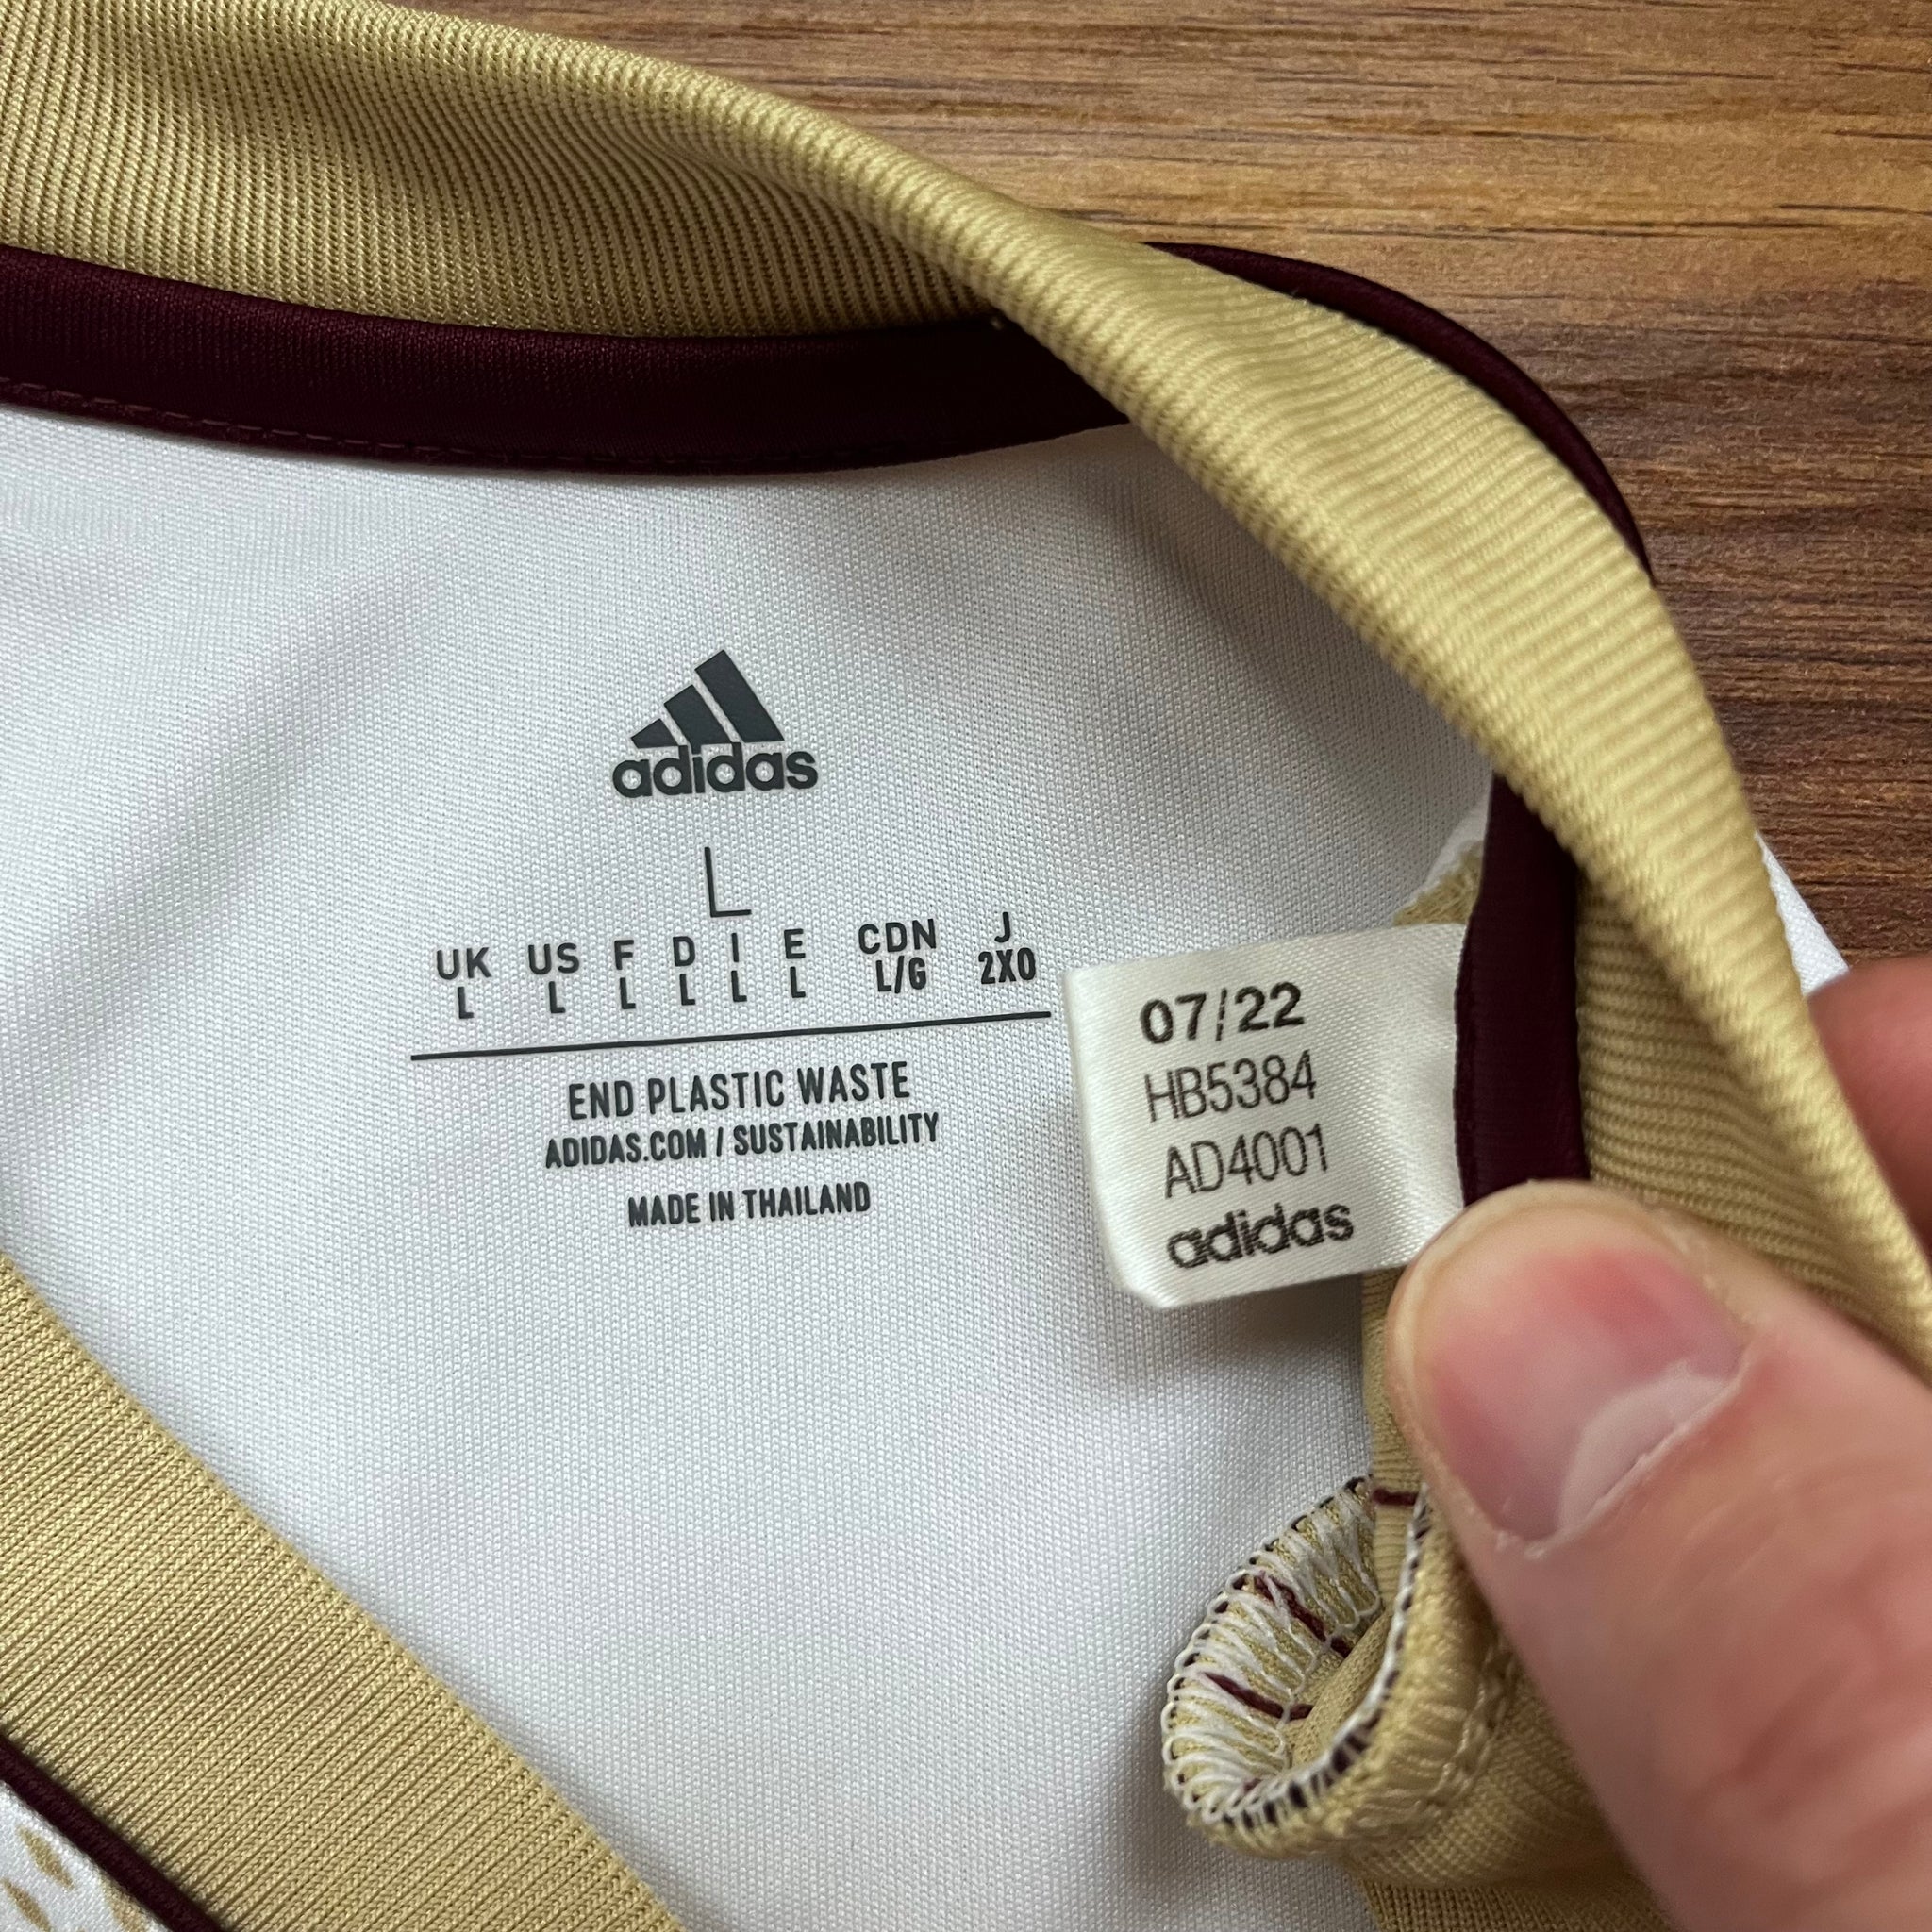 adidas
L
UK US F D I E CDN J
L L L L L L L/G 2XO
END PLASTIC WASTE
ADIDAS.COM / SUSTAINABILITY
MADE IN THAILAND
07/22
HB5384
AD4001
adidas